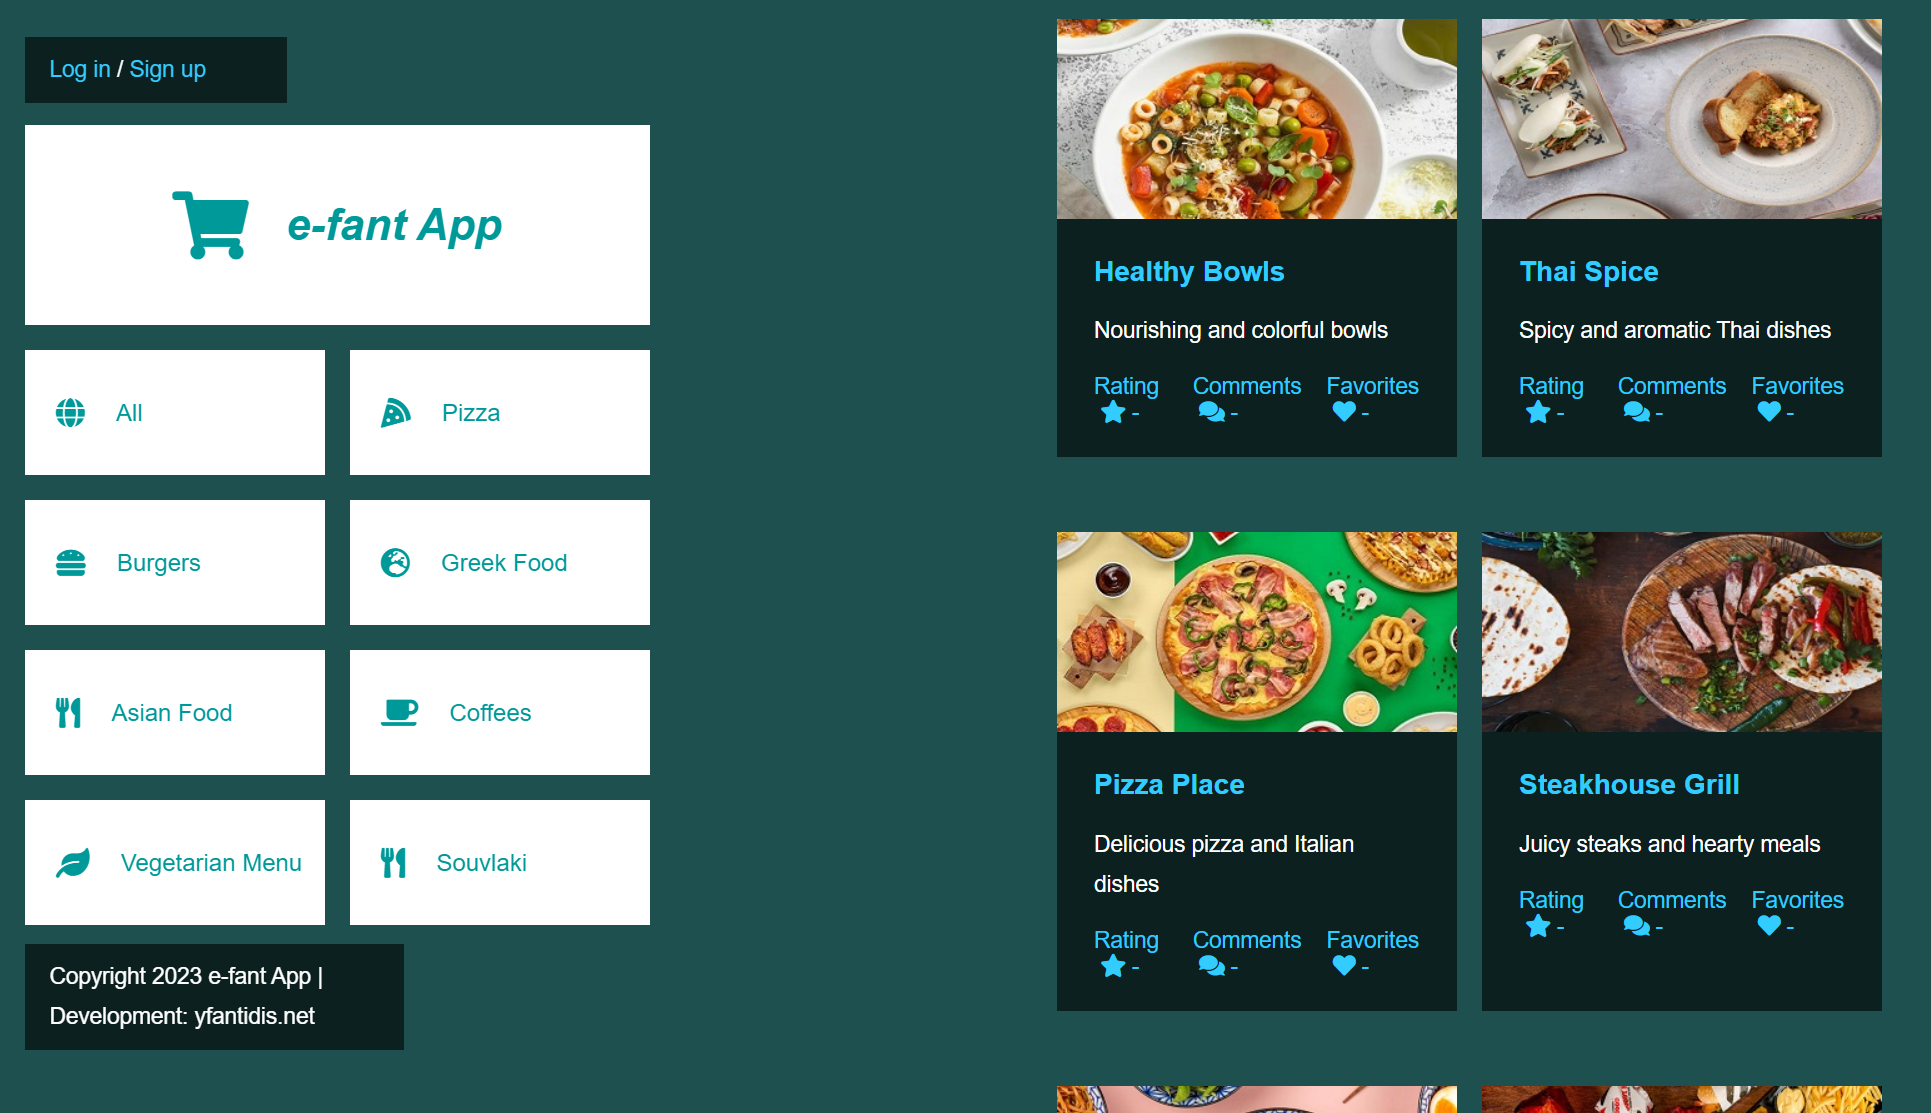 Log in / Sign up
e-fant App
All
Pizza
Burgers
Greek Food
Asian Food
Coffees
Vegetarian Menu
Souvlaki
Copyright 2023 e-fant App |
Development: yfantidis.net
Healthy Bowls
Nourishing and colorful bowls
Rating Comments Favorites
- - -
Thai Spice
Spicy and aromatic Thai dishes
Rating Comments Favorites
- - -
Pizza Place
Delicious pizza and Italian
dishes
Rating Comments Favorites
- - -
Steakhouse Grill
Juicy steaks and hearty meals
Rating Comments Favorites
- - -